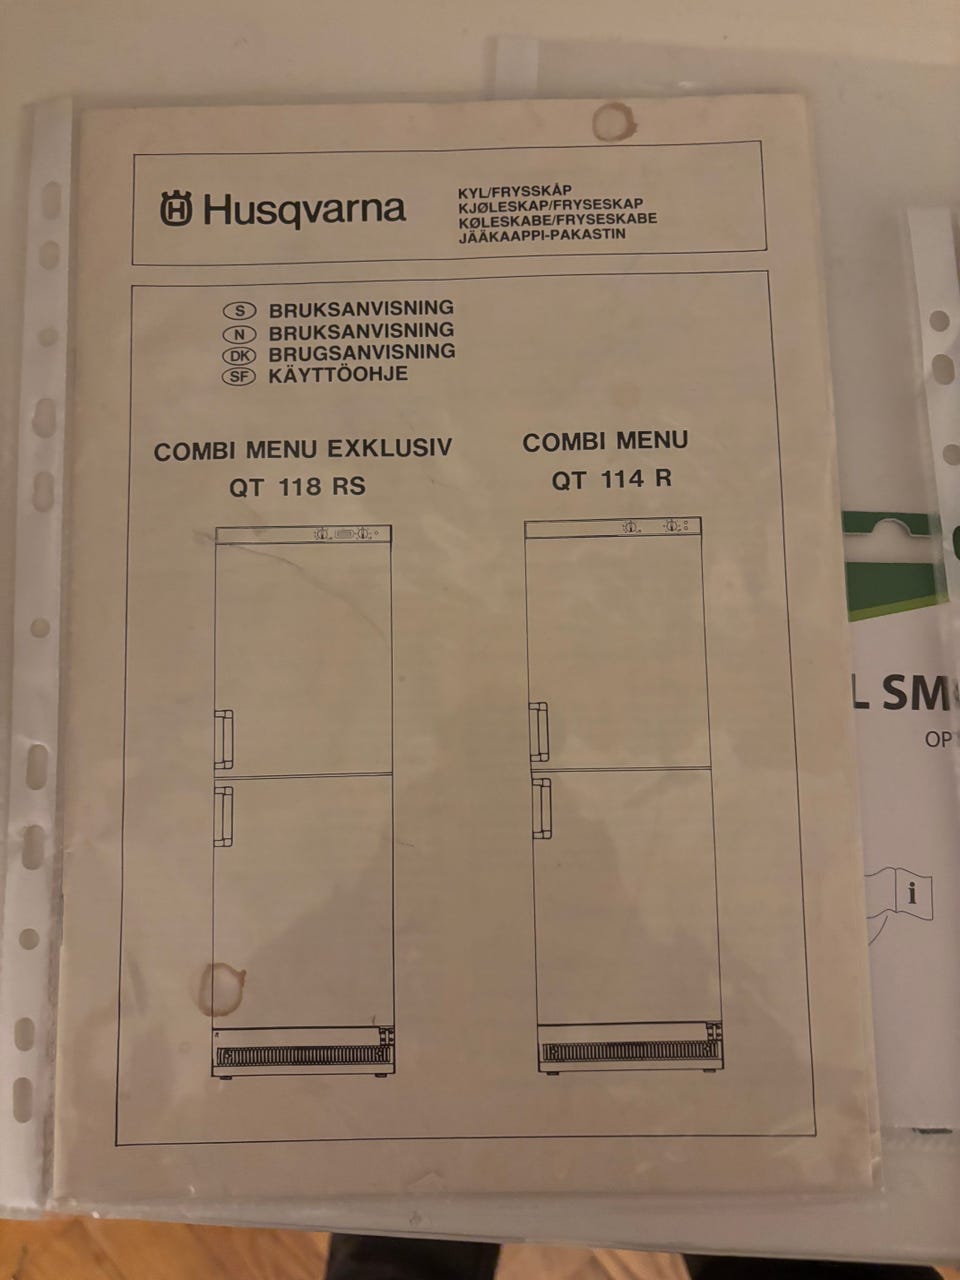 Husqvarna
KYL/FRYSSKÅP
KJØLESKAP/FRYSESKAP
KØLESKABE/FRYSESKABE
JÄÄKAAPPI-PAKASTIN
S BRUKSANVISNING
N BRUKSANVISNING
DK BRUGSANVISNING
SF KÄYTTÖOHJE
COMBI MENU EXKLUSIV
QT 118 RS
COMBI MENU
QT 114 R
L SM
OP
i